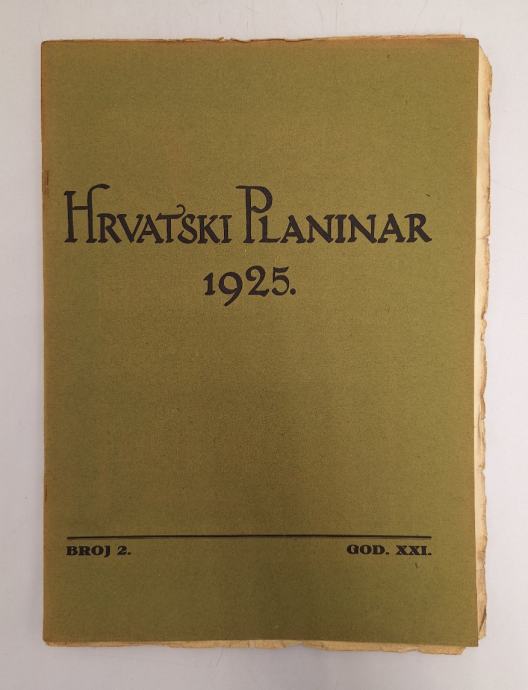 Hrvatski Planinar
1925.
BROJ 2. GOD. XXI.